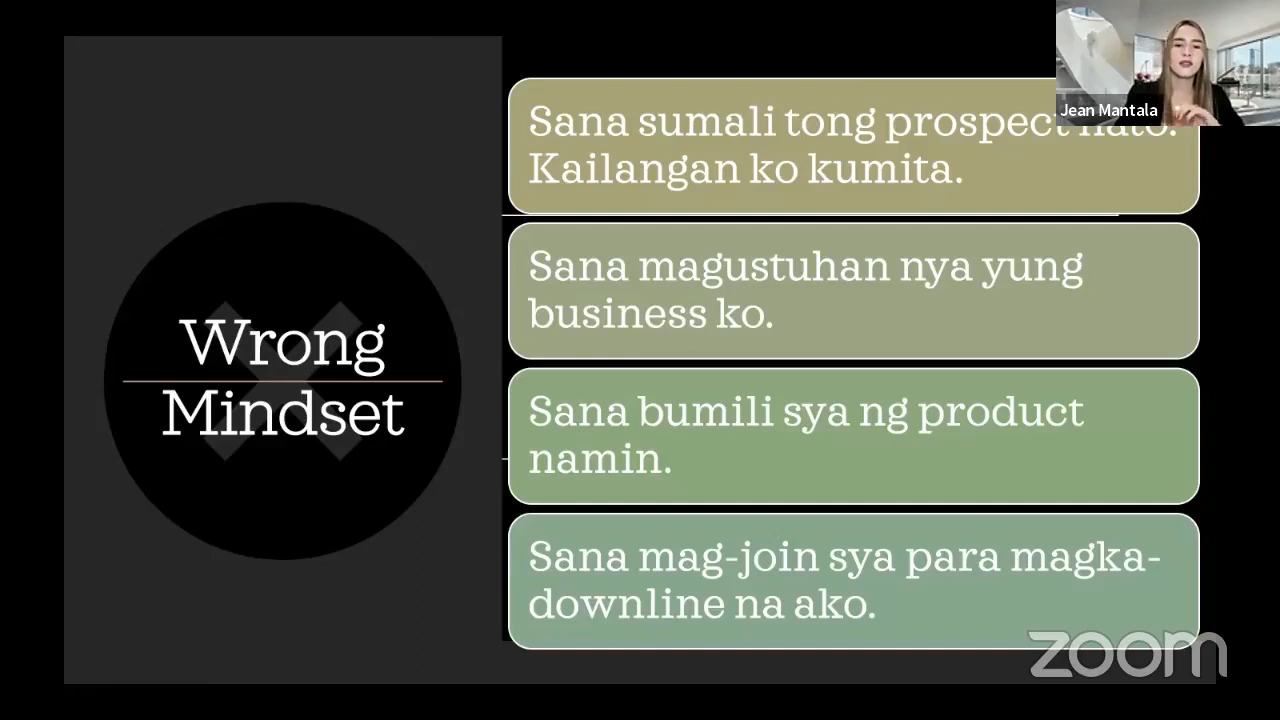 Jean Mantala
Sana sumali tong prospect
Kailangan ko kumita.
Sana magustuhan nya yung
business ko.
Wrong
Mindset
Sana bumili sya ng product
namin.
Sana mag-join sya para magka-
downline na ako.
zoom